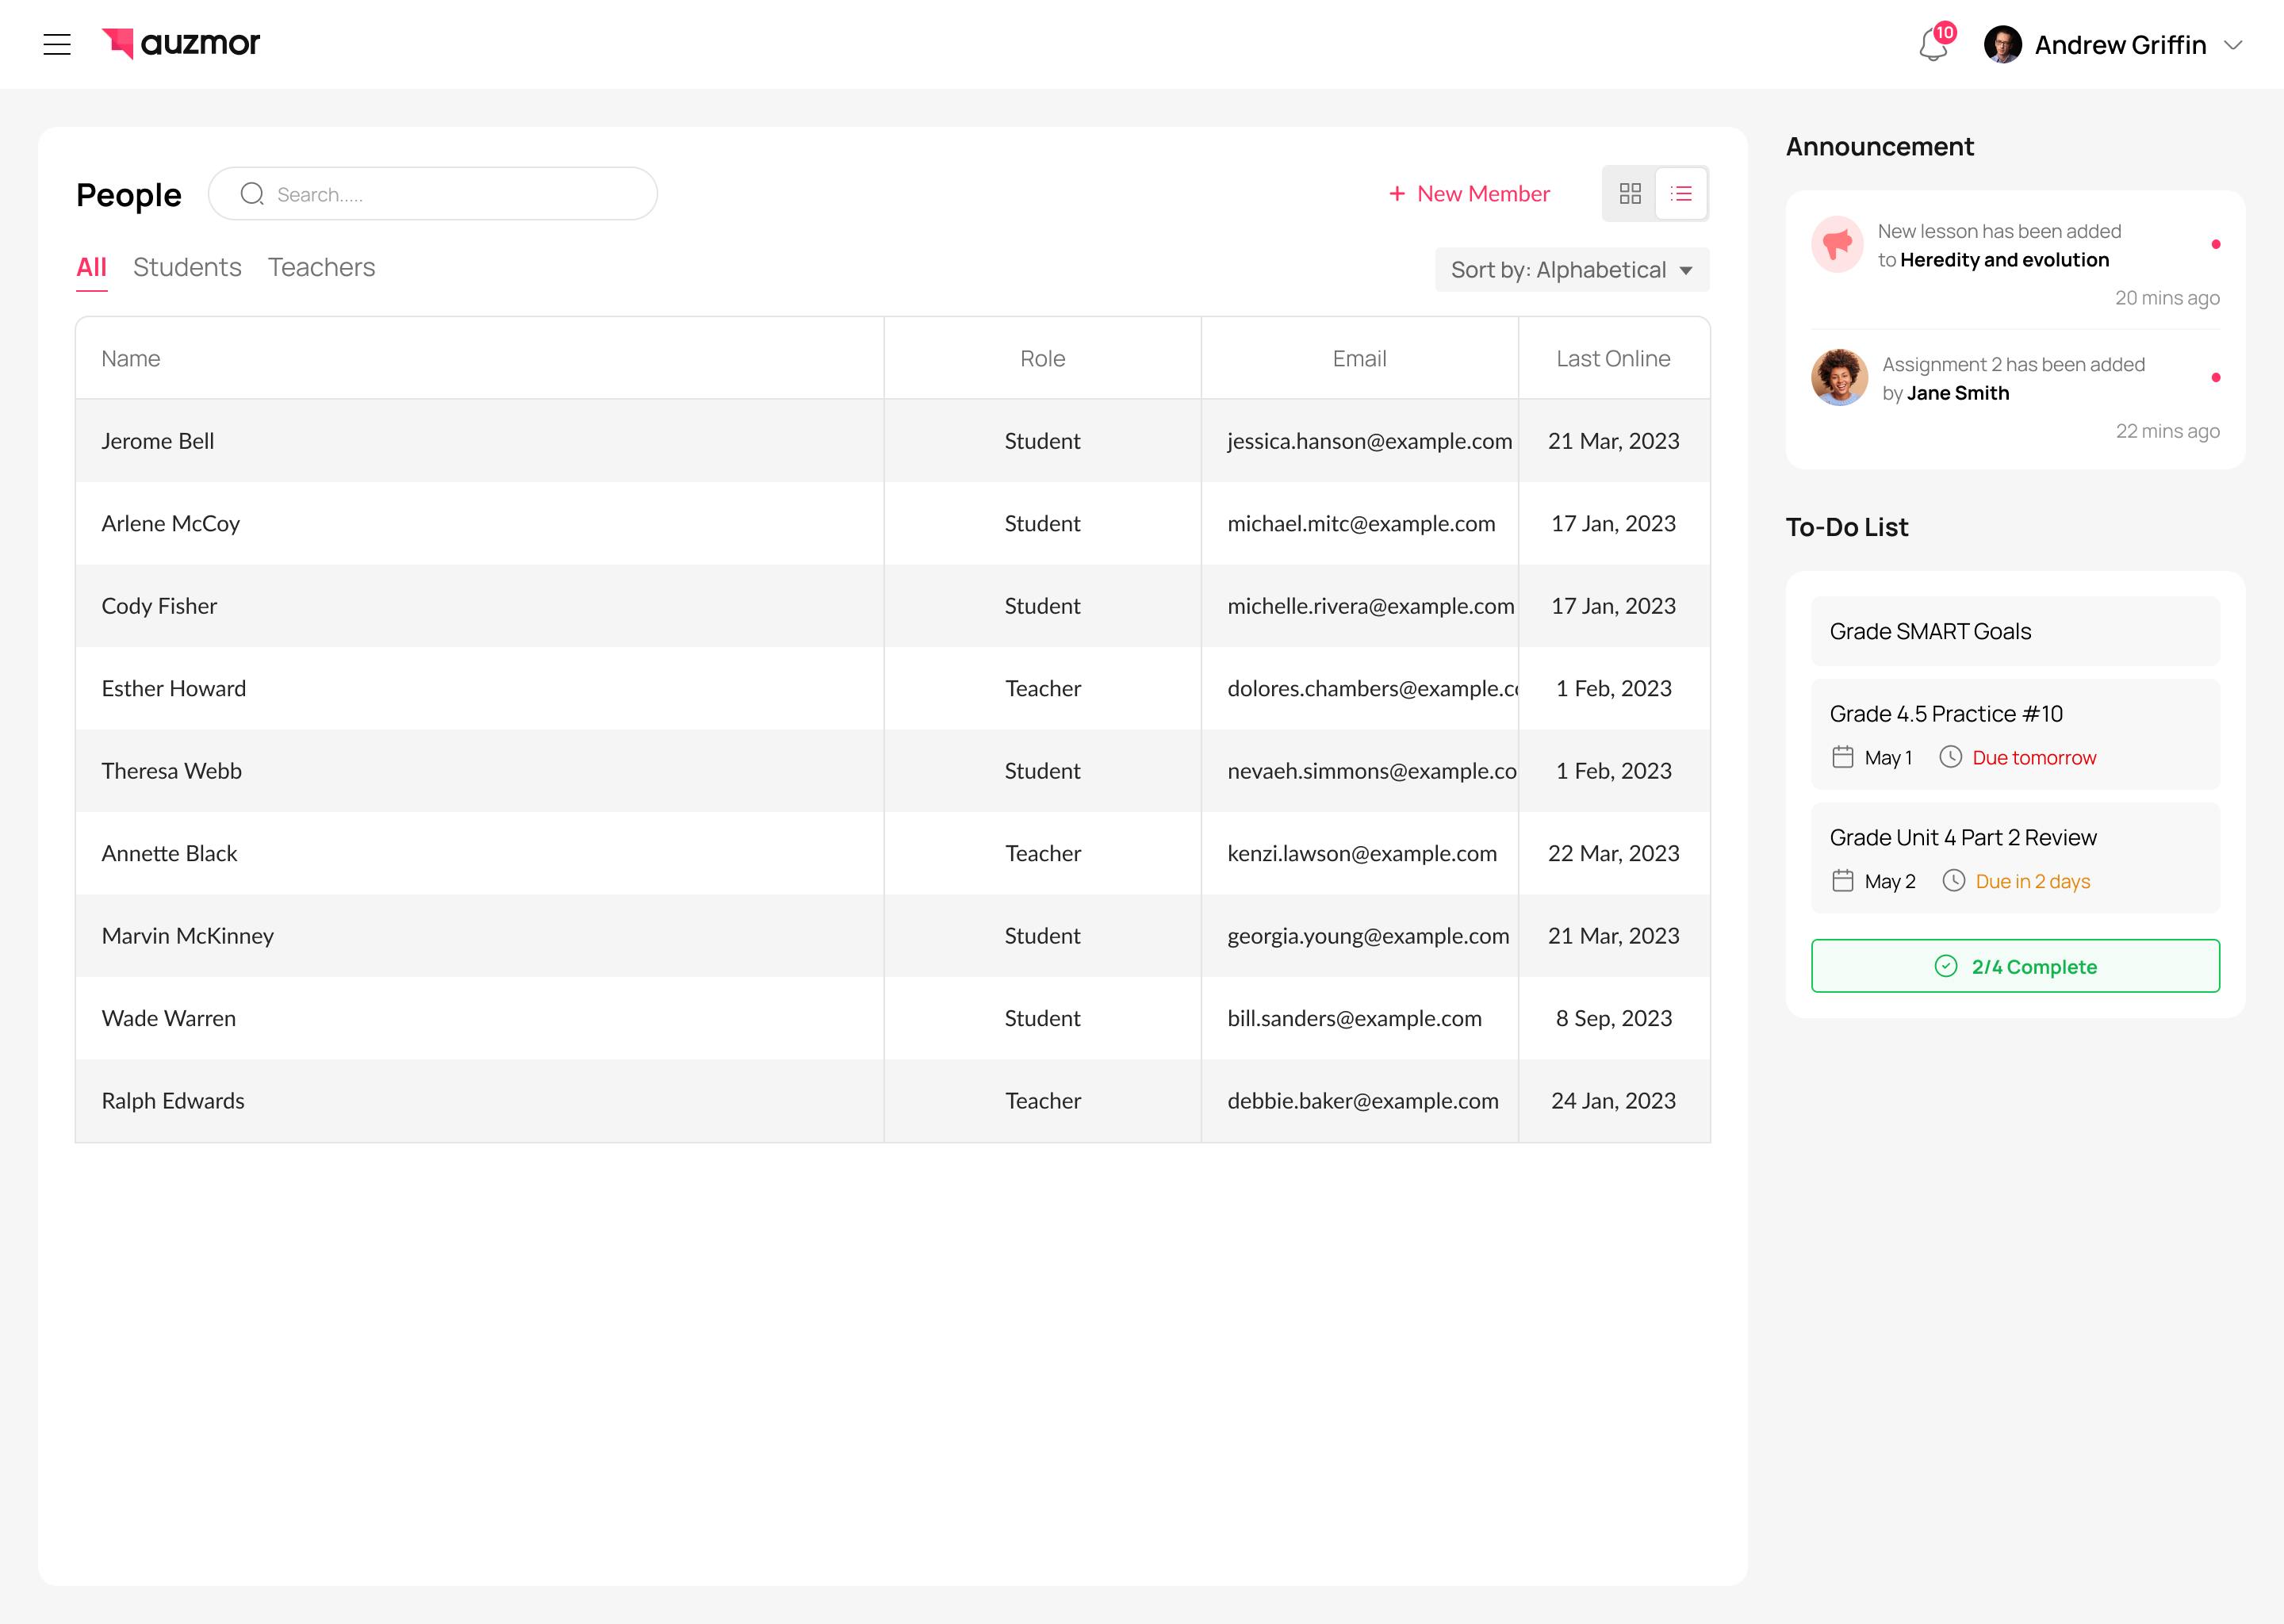 auzmor
10
Andrew Griffin
People
Search.....
+ New Member
All
Students
Teachers
Sort by: Alphabetical
Name Role Email Last Online
Jerome Bell Student jessica.hanson@example.com 21 Mar, 2023
Arlene McCoy Student michael.mitc@example.com 17 Jan, 2023
Cody Fisher Student michelle.rivera@example.com 17 Jan, 2023
Esther Howard Teacher dolores.chambers@example.co 1 Feb, 2023
Theresa Webb Student nevaeh.simmons@example.co 1 Feb, 2023
Annette Black Teacher kenzi.lawson@example.com 22 Mar, 2023
Marvin McKinney Student georgia.young@example.com 21 Mar, 2023
Wade Warren Student bill.sanders@example.com 8 Sep, 2023
Ralph Edwards Teacher debbie.baker@example.com 24 Jan, 2023
Announcement
New lesson has been added
to Heredity and evolution
20 mins ago
Assignment 2 has been added
by Jane Smith
22 mins ago
To-Do List
Grade SMART Goals
Grade 4.5 Practice #10
May 1 Due tomorrow
Grade Unit 4 Part 2 Review
May 2 Due in 2 days
2/4 Complete